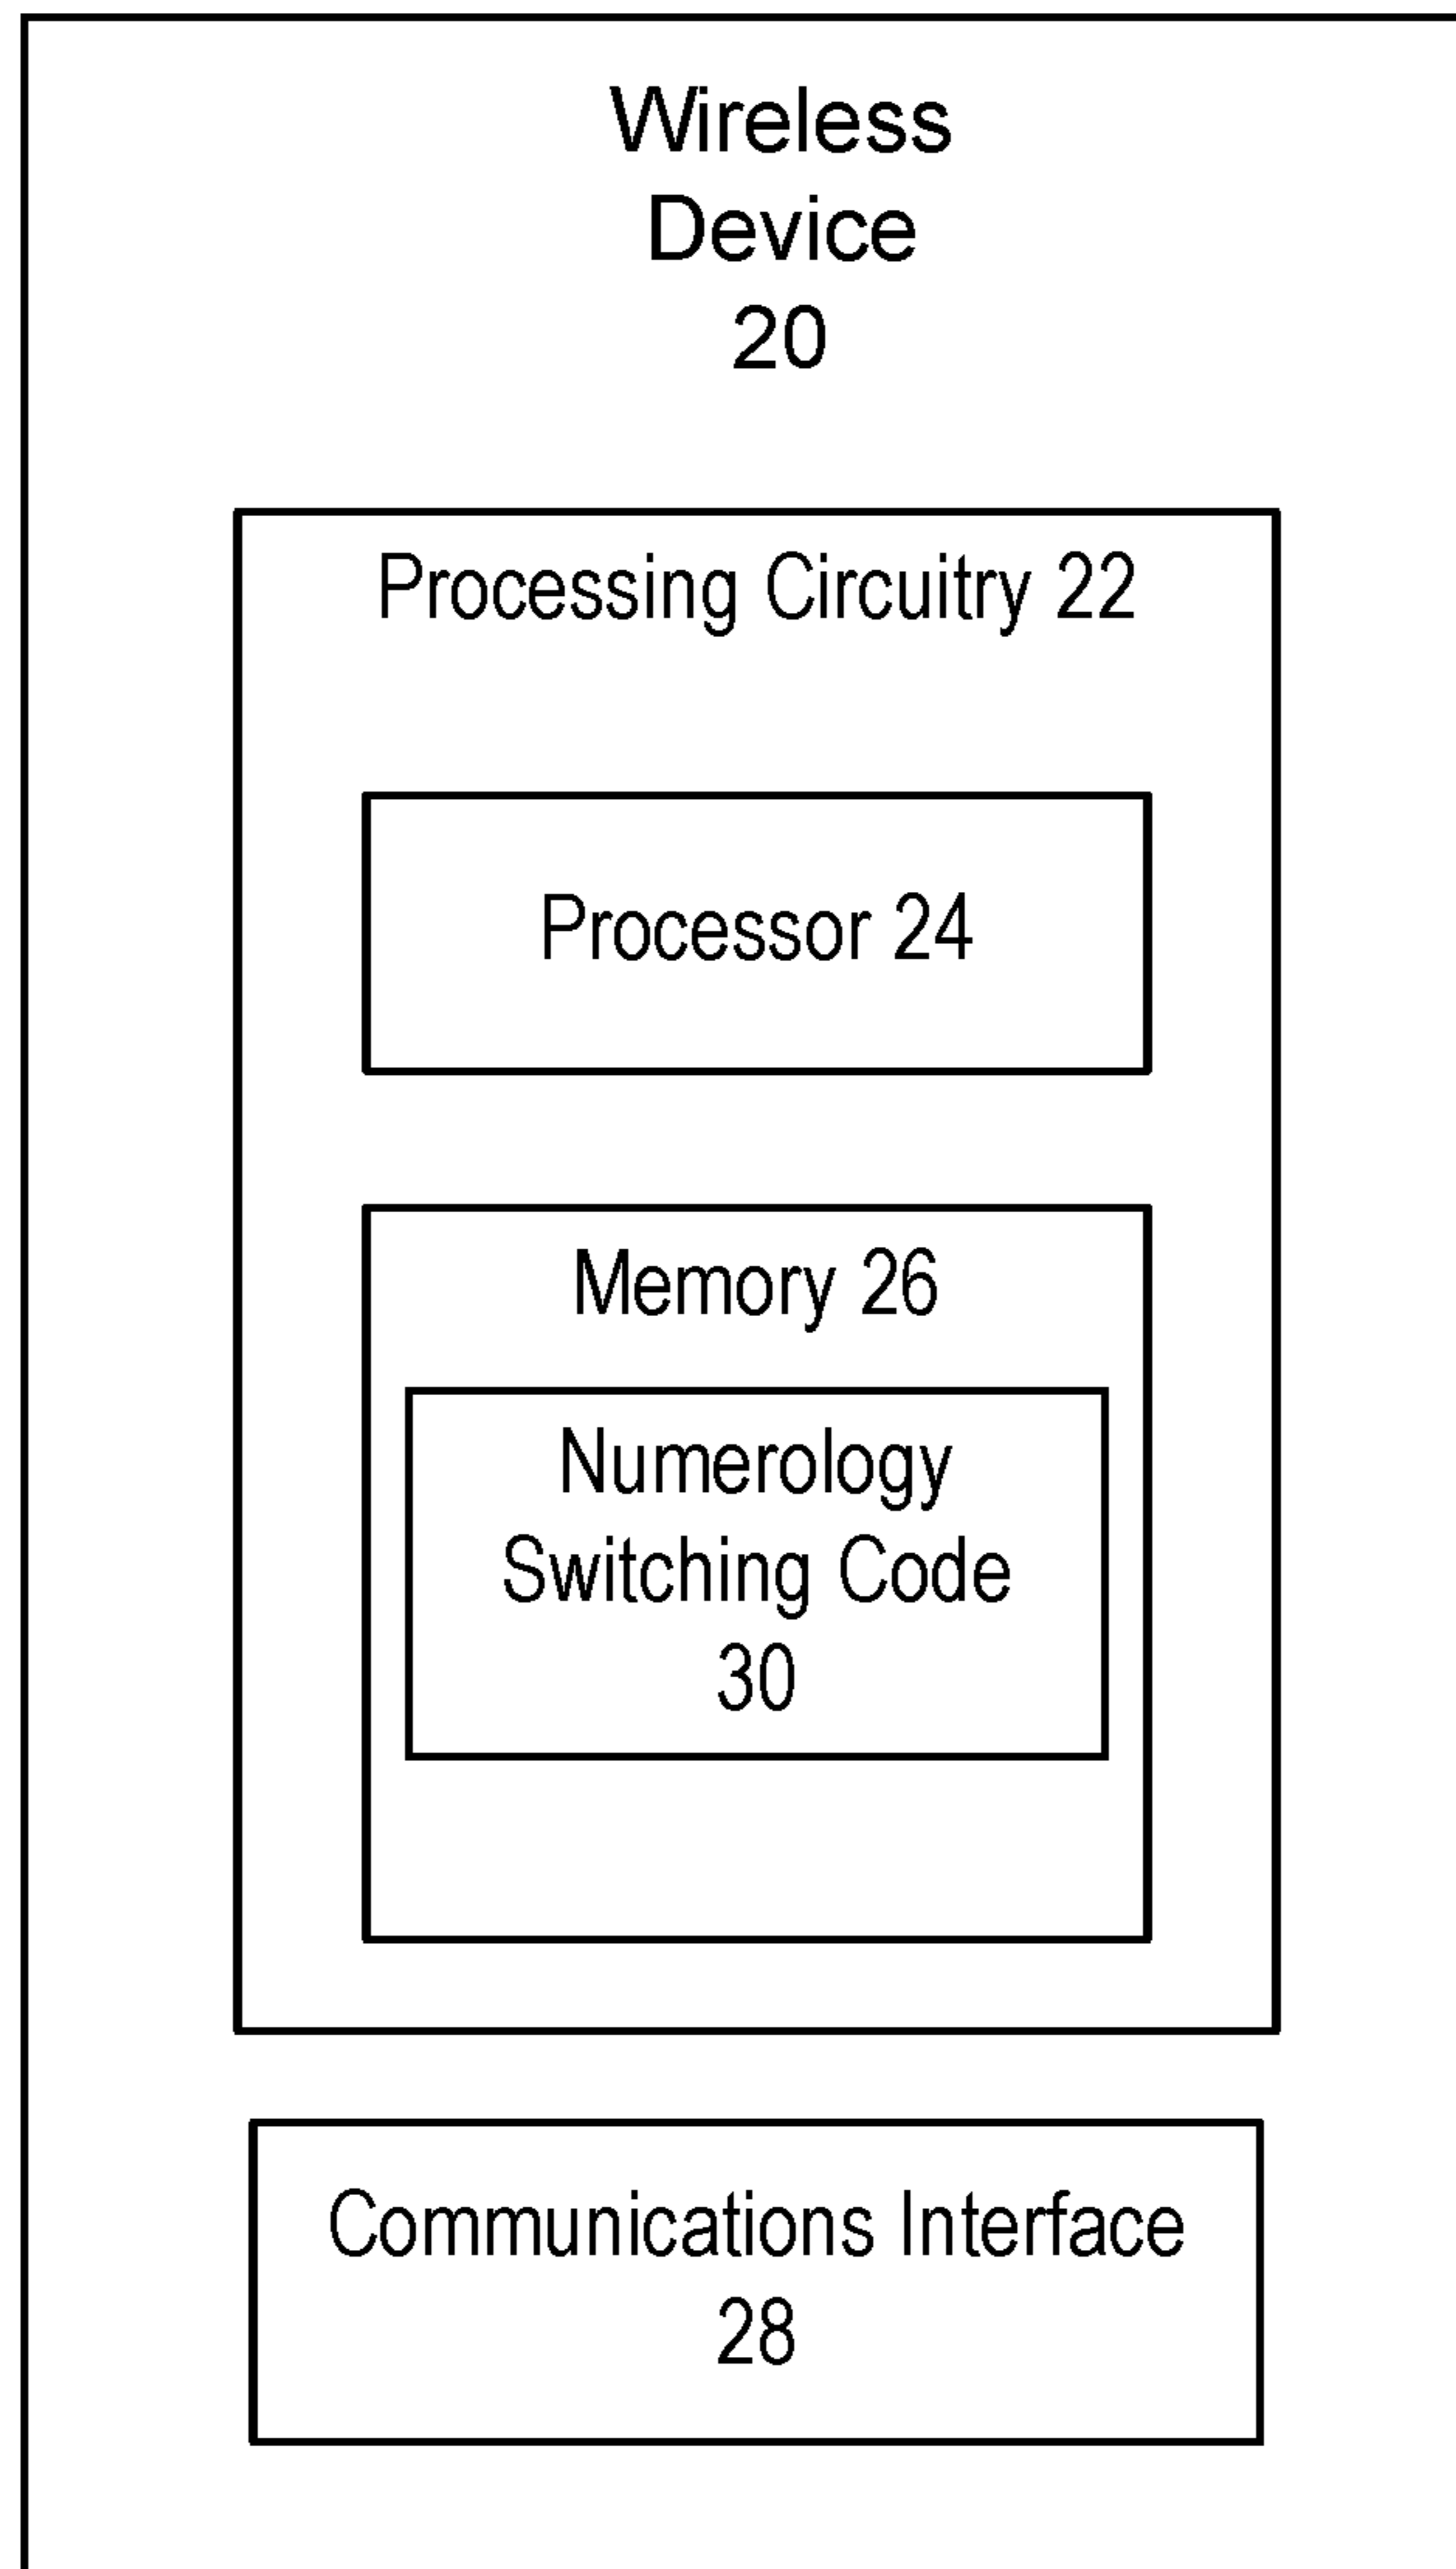 Wireless
Device
20
Processing Circuitry 22
Processor 24
Memory 26
Numerology
Switching Code
30
Communications Interface
28